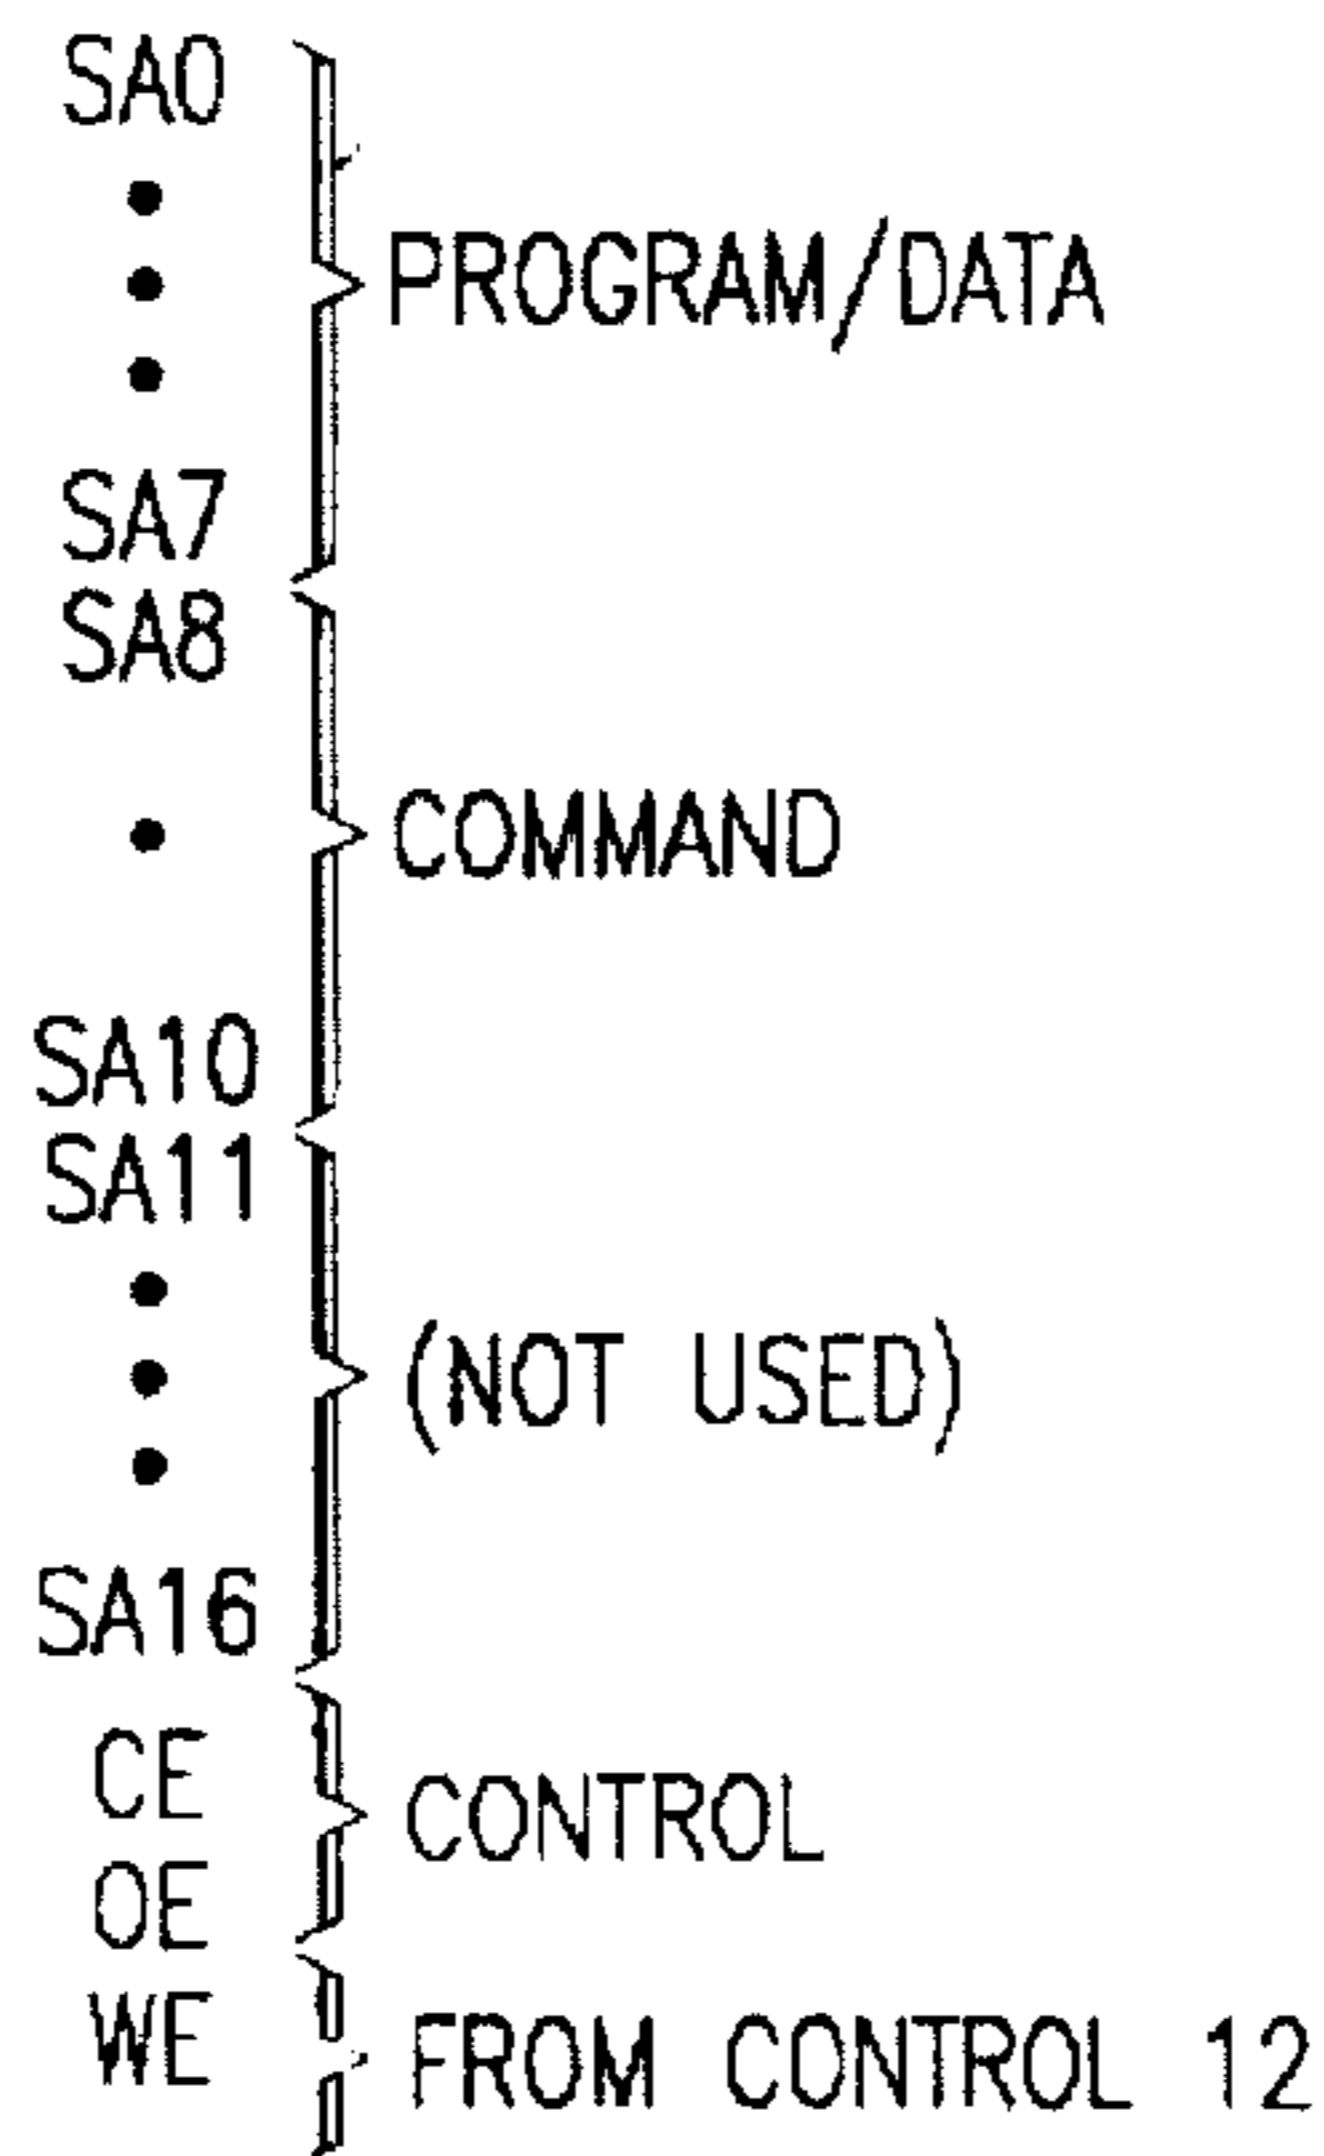 SA0
PROGRAM/DATA
SA7
SA8
COMMAND
SA10
SA11
(NOT USED)
SA16
CE
CONTROL
OE
WE
FROM CONTROL 12